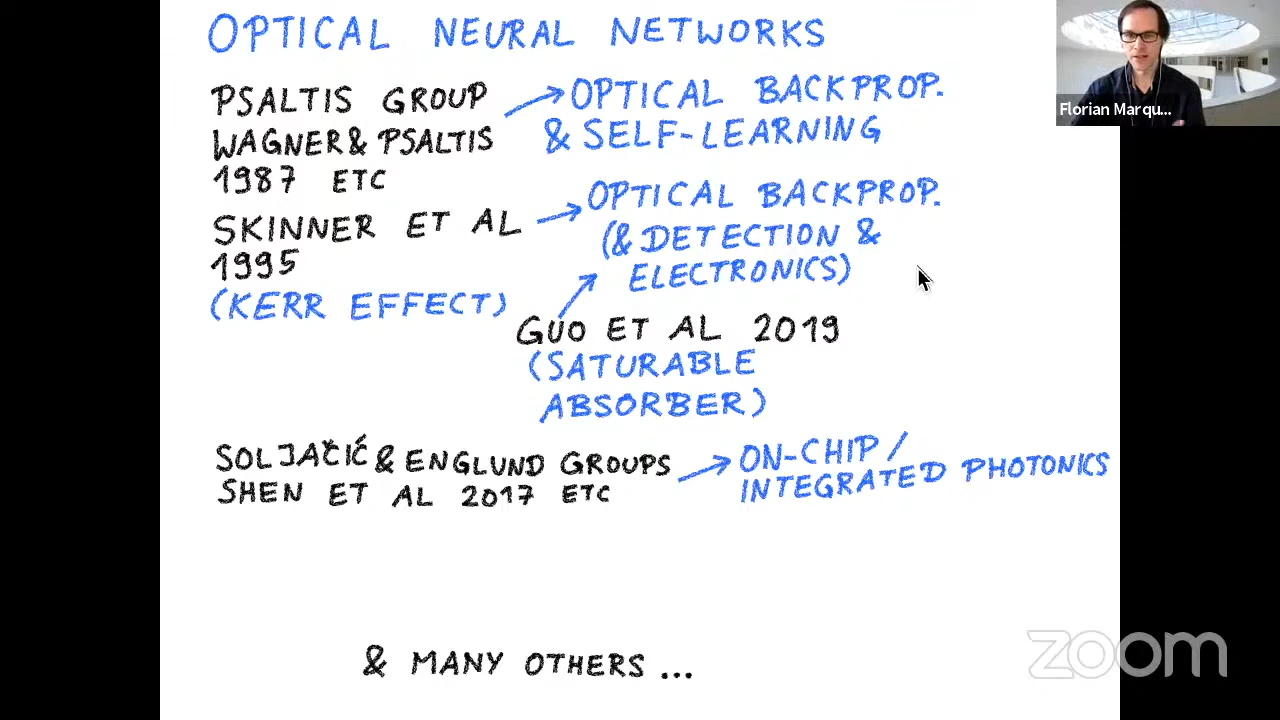 OPTICAL NEURAL NETWORKS
PSALTIS GROUP
WAGNER & PSALTIS
1987 ETC
→ OPTICAL BACKPROP.
& SELF-LEARNING
SKINNER ET AL
1995
(KERR EFFECT)
→ OPTICAL BACKPROP.
(& DETECTION &
ELECTRONICS)
GUO ET AL 2019
(SATURABLE
ABSORBER)
SOLJAČIĆ & ENGLUND GROUPS
SHEN ET AL 2017 ETC
→ ON-CHIP /
INTEGRATED PHOTONICS
& MANY OTHERS ...
Florian Marqu...
zoom